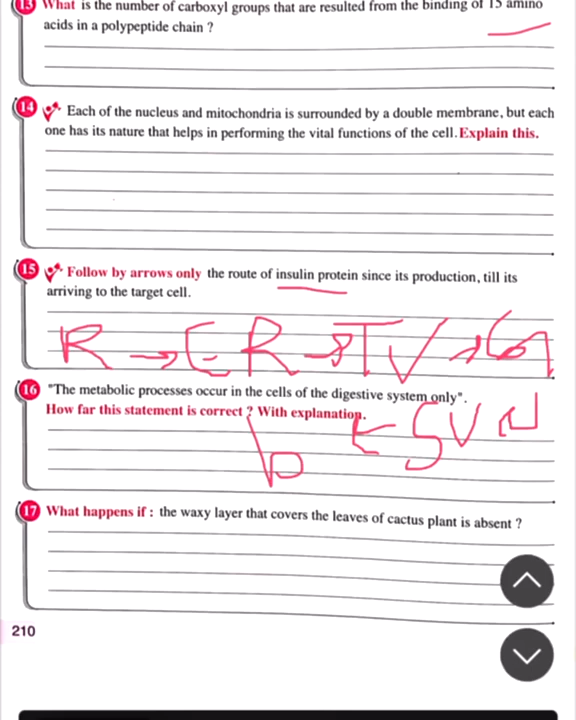 13 What is the number of carboxyl groups that are resulted from the binding of 15 amino
acids in a polypeptide chain ?
14 Each of the nucleus and mitochondria is surrounded by a double membrane, but each
one has its nature that helps in performing the vital functions of the cell. Explain this.
15 Follow by arrows only the route of insulin protein since its production, till its
arriving to the target cell.
R → ER → TV → G
16 "The metabolic processes occur in the cells of the digestive system only".
How far this statement is correct ? With explanation.
← SV
17 What happens if : the waxy layer that covers the leaves of cactus plant is absent ?
210